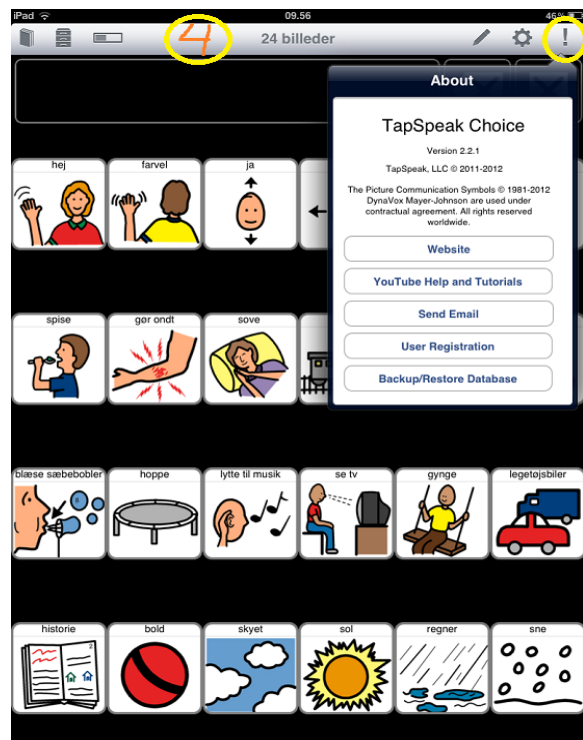 iPad 09.56 46%
4 24 billeder !
About
TapSpeak Choice
Version 2.2.1
TapSpeak, LLC © 2011-2012
The Picture Communication Symbols © 1981-2012
DynaVox Mayer-Johnson are used under
contractual agreement. All rights reserved
worldwide.
Website
YouTube Help and Tutorials
Send Email
User Registration
Backup/Restore Database
hej farvel ja
spise gør ondt sove
blæse sæbebobler hoppe lytte til musik se tv gynge legetøjsbiler
historie bold skyet sol regner sne
2